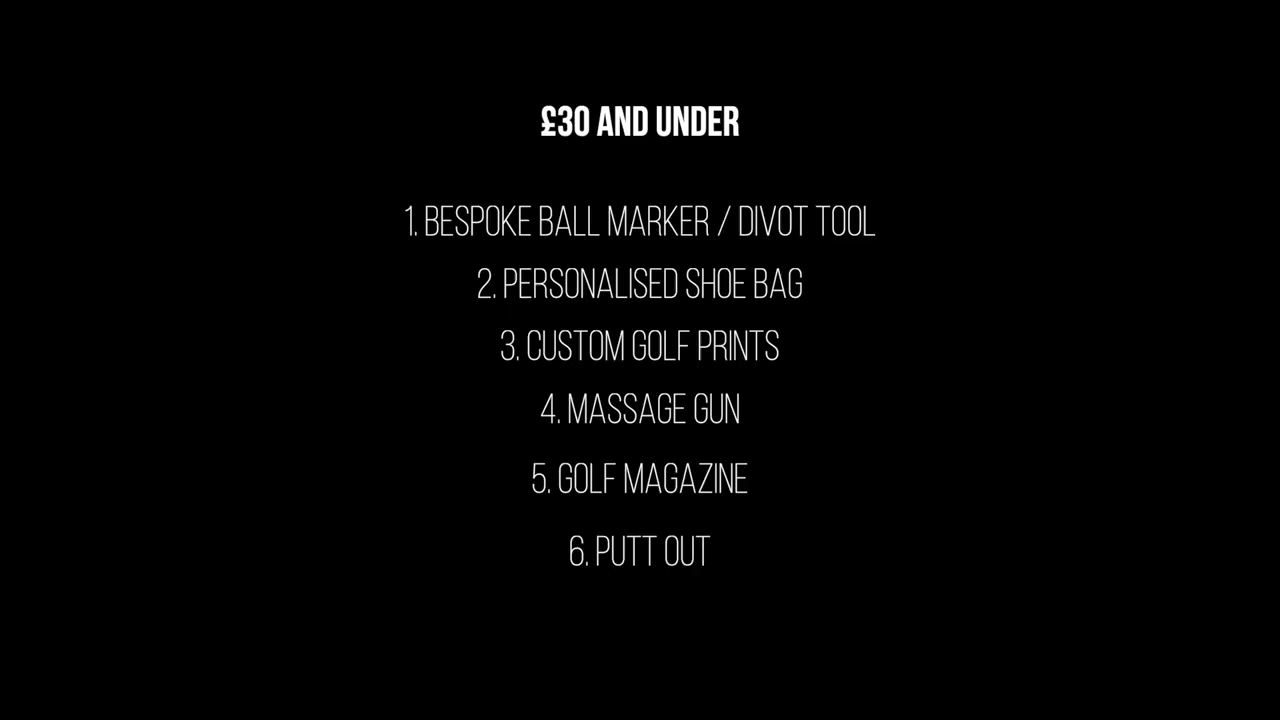 £30 AND UNDER
1. BESPOKE BALL MARKER / DIVOT TOOL
2. PERSONALISED SHOE BAG
3. CUSTOM GOLF PRINTS
4. MASSAGE GUN
5. GOLF MAGAZINE
6. PUTT OUT